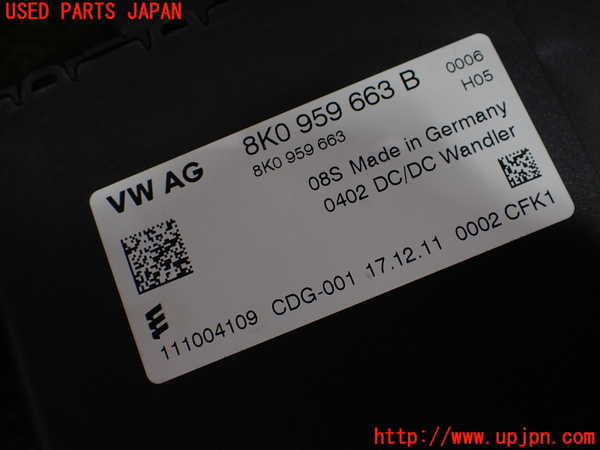 USED PARTS JAPAN
VW AG
8K0 959 663 B
8K0 959 663
0006
H05
08S Made in Germany
0402 DC/DC Wandler
111004109 CDG-001 17.12.11 0002 CFK1
http://www.upjpn.com/